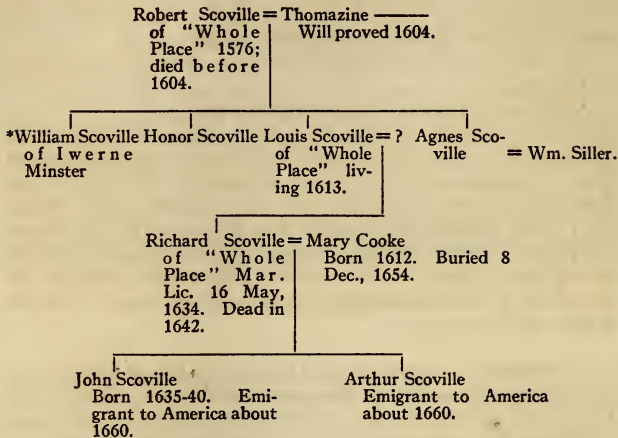 Robert Scoville = Thomazine ———
of "Whole Will proved 1604.
Place" 1576;
died before
1604.
*William Scoville Honor Scoville Louis Scoville = ? Agnes Sco-
of Iwerne of "Whole ville = Wm. Siller.
Minster Place" liv-
ing 1613.
Richard Scoville = Mary Cooke
of "Whole Born 1612. Buried 8
Place" Mar. Dec., 1654.
Lic. 16 May,
1634. Dead in
1642.
John Scoville Arthur Scoville
Born 1635-40. Emi- Emigrant to America
grant to America about about 1660.
1660.